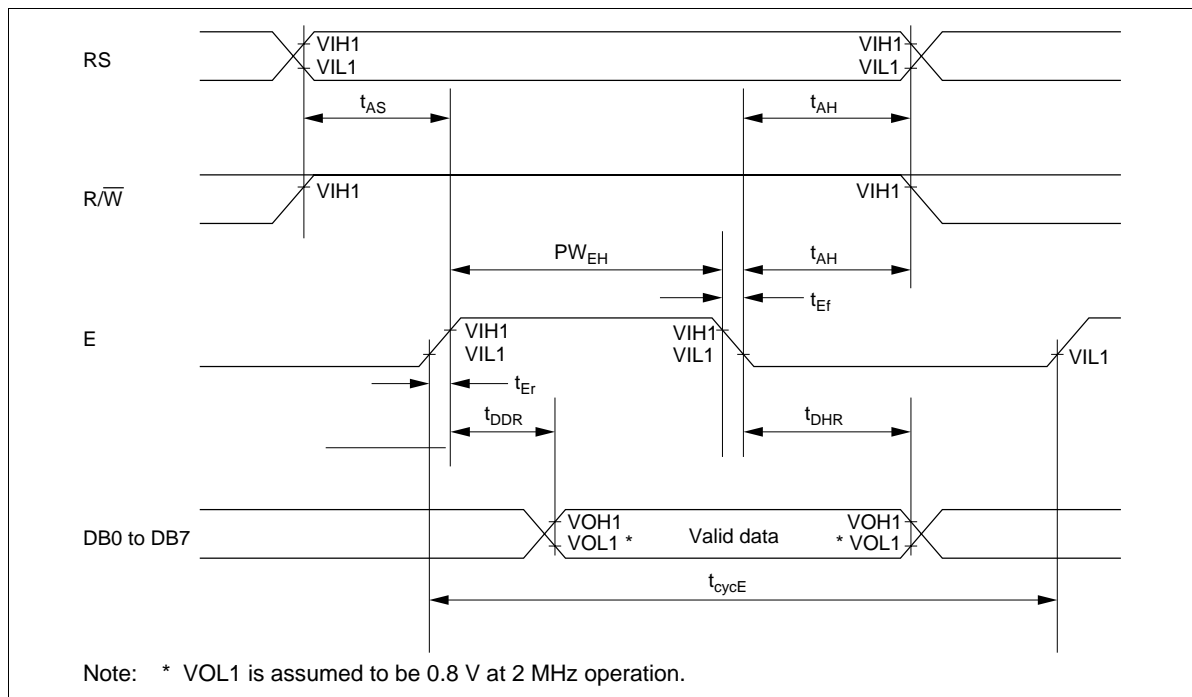 RS
VIH1
VIL1
VIH1
VIL1
tAS
tAH
R/W̅
VIH1
VIH1
PWEH
tAH
tEf
E
VIH1
VIL1
VIH1
VIL1
VIL1
tEr
tDDR
tDHR
DB0 to DB7
VOH1
VOL1 *
Valid data
VOH1
* VOL1
tcycE
Note: * VOL1 is assumed to be 0.8 V at 2 MHz operation.